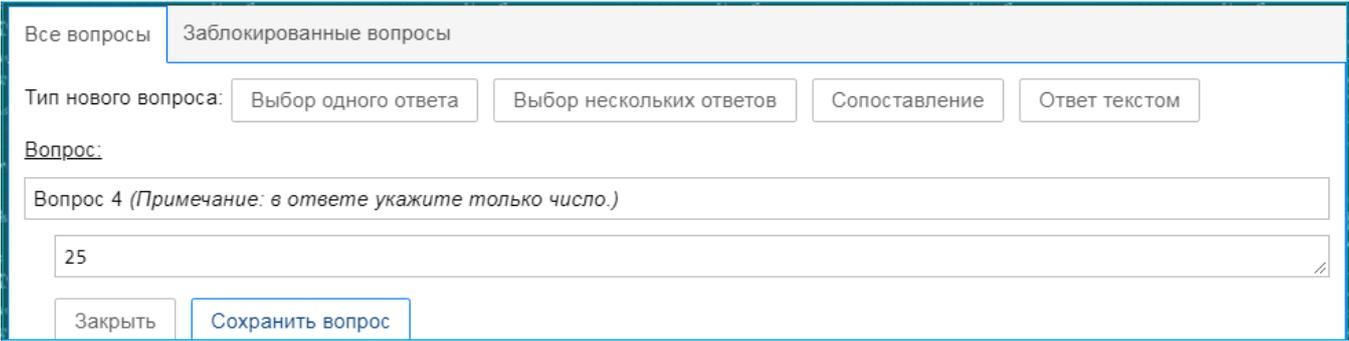 Все вопросы Заблокированные вопросы
Тип нового вопроса: Выбор одного ответа Выбор нескольких ответов Сопоставление Ответ текстом
Вопрос:
Вопрос 4 (Примечание: в ответе укажите только число.)
25
Закрыть Сохранить вопрос